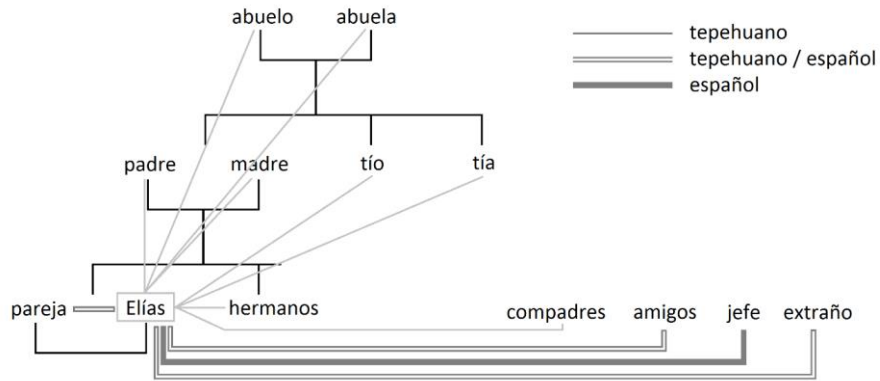 abuelo abuela
tepehuano
tepehuano / español
español
padre madre tío tía
pareja Elías hermanos compadres amigos jefe extraño